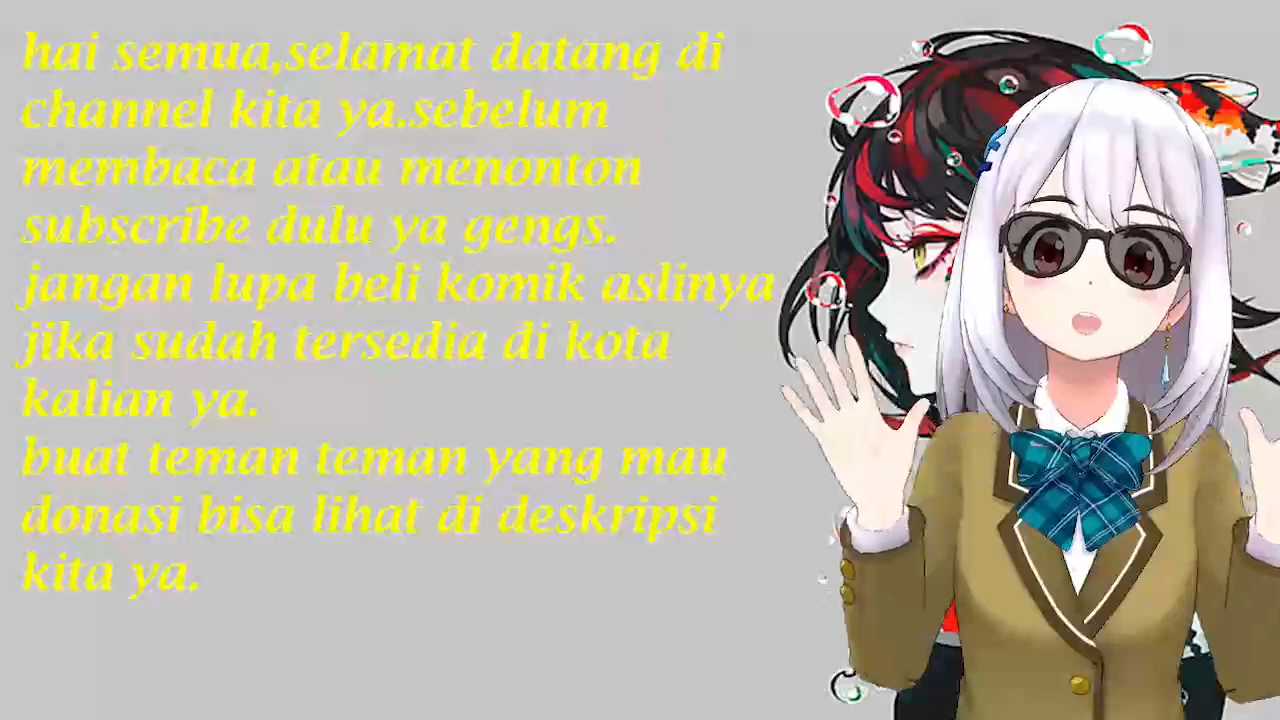 hai semua,selamat datang di
channel kita ya.sebelum
membaca atau menonton
subscribe dulu ya gengs.
jangan lupa beli komik aslinya
jika sudah tersedia di kota
kalian ya.
buat teman teman yang mau
donasi bisa lihat di deskripsi
kita ya.